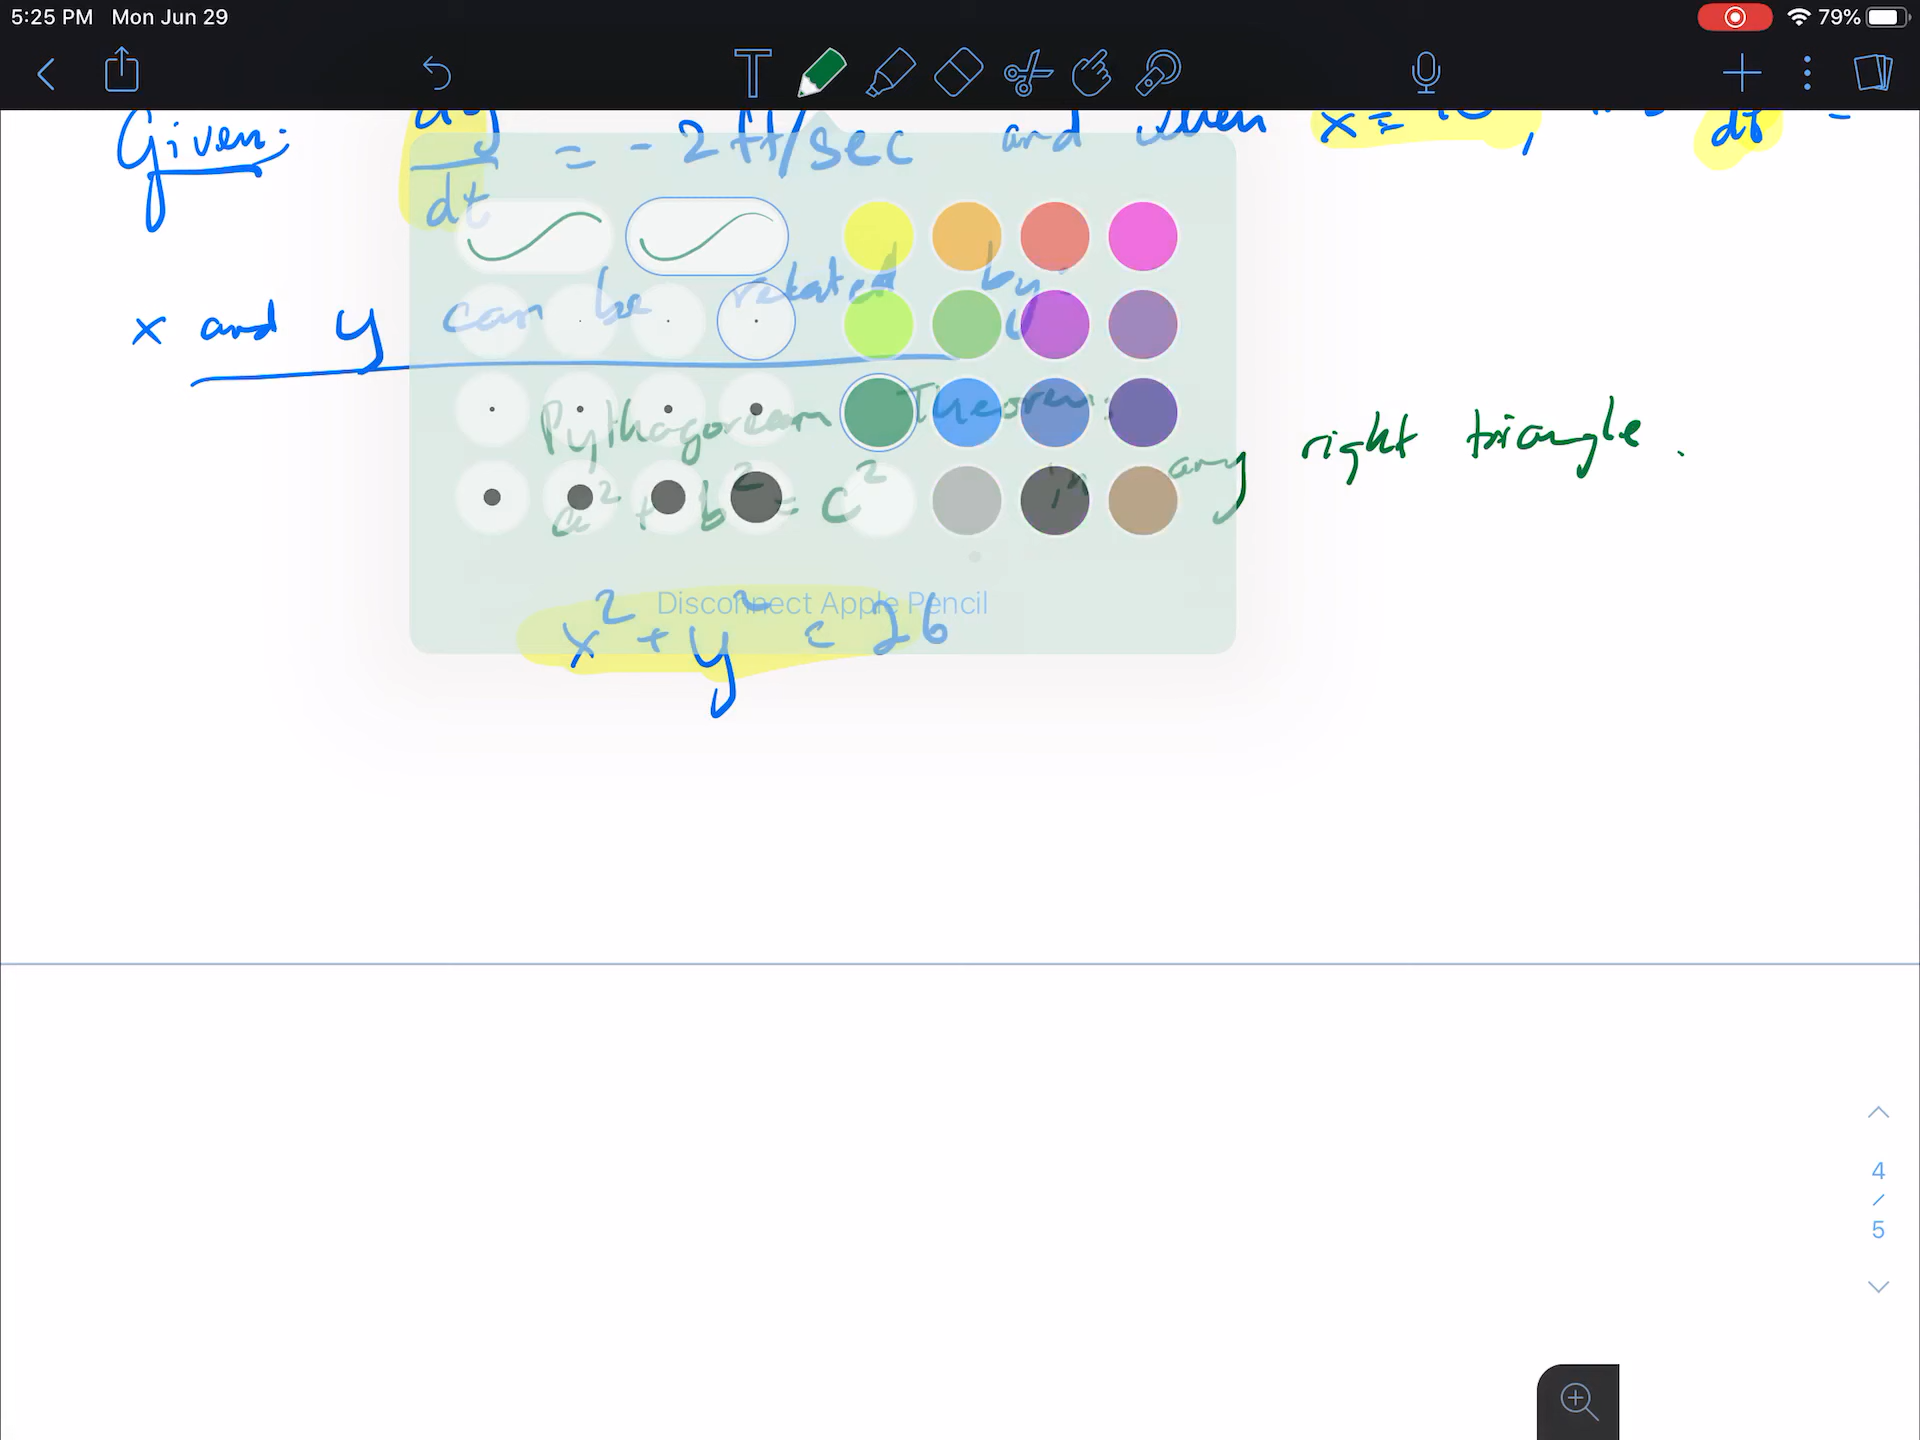 5:25 PM Mon Jun 29 79%
T
Given: dy/dt = -2 ft/sec and when x = , dt =
x and y can be related by
Pythagorean Theorem:
a² + b² = c² in any right triangle.
Disconnect Apple Pencil
x² + y² = 26
4
/
5